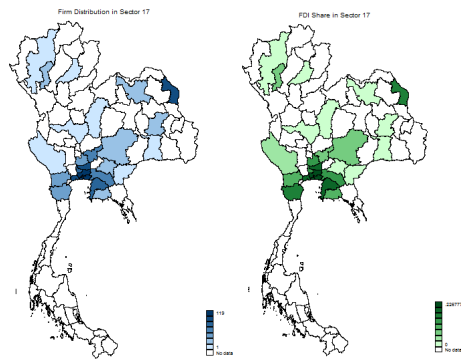 Firm Distribution in Sector 17
FDI Share in Sector 17
119
1
No data
0
No data